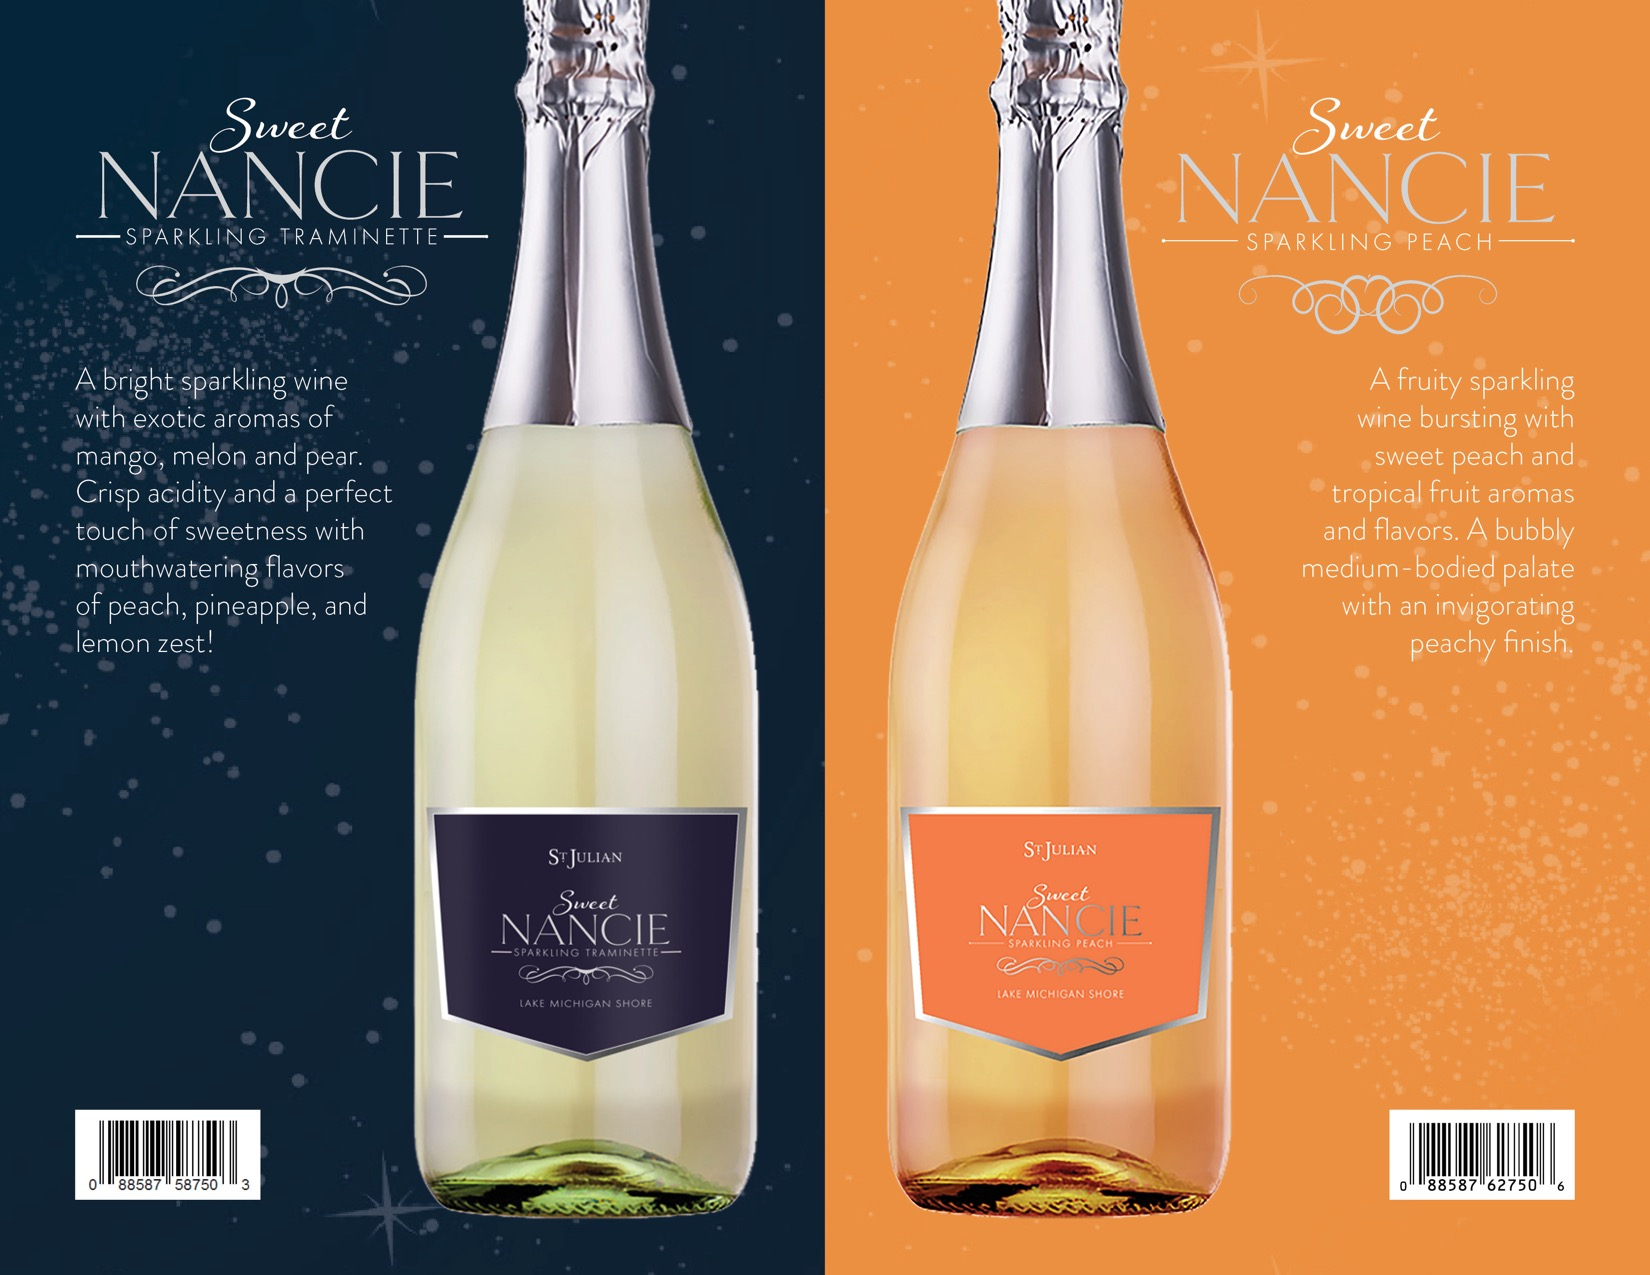 Sweet
NANCIE
SPARKLING TRAMINETTE
A bright sparkling wine
with exotic aromas of
mango, melon and pear.
Crisp acidity and a perfect
touch of sweetness with
mouthwatering flavors
of peach, pineapple, and
lemon zest!
ST JULIAN
Sweet
NANCIE
SPARKLING TRAMINETTE
LAKE MICHIGAN SHORE
0 88587 58750 3
Sweet
NANCIE
SPARKLING PEACH
A fruity sparkling
wine bursting with
sweet peach and
tropical fruit aromas
and flavors. A bubbly
medium-bodied palate
with an invigorating
peachy finish.
ST JULIAN
Sweet
NANCIE
SPARKLING PEACH
LAKE MICHIGAN SHORE
0 88587 62750 6